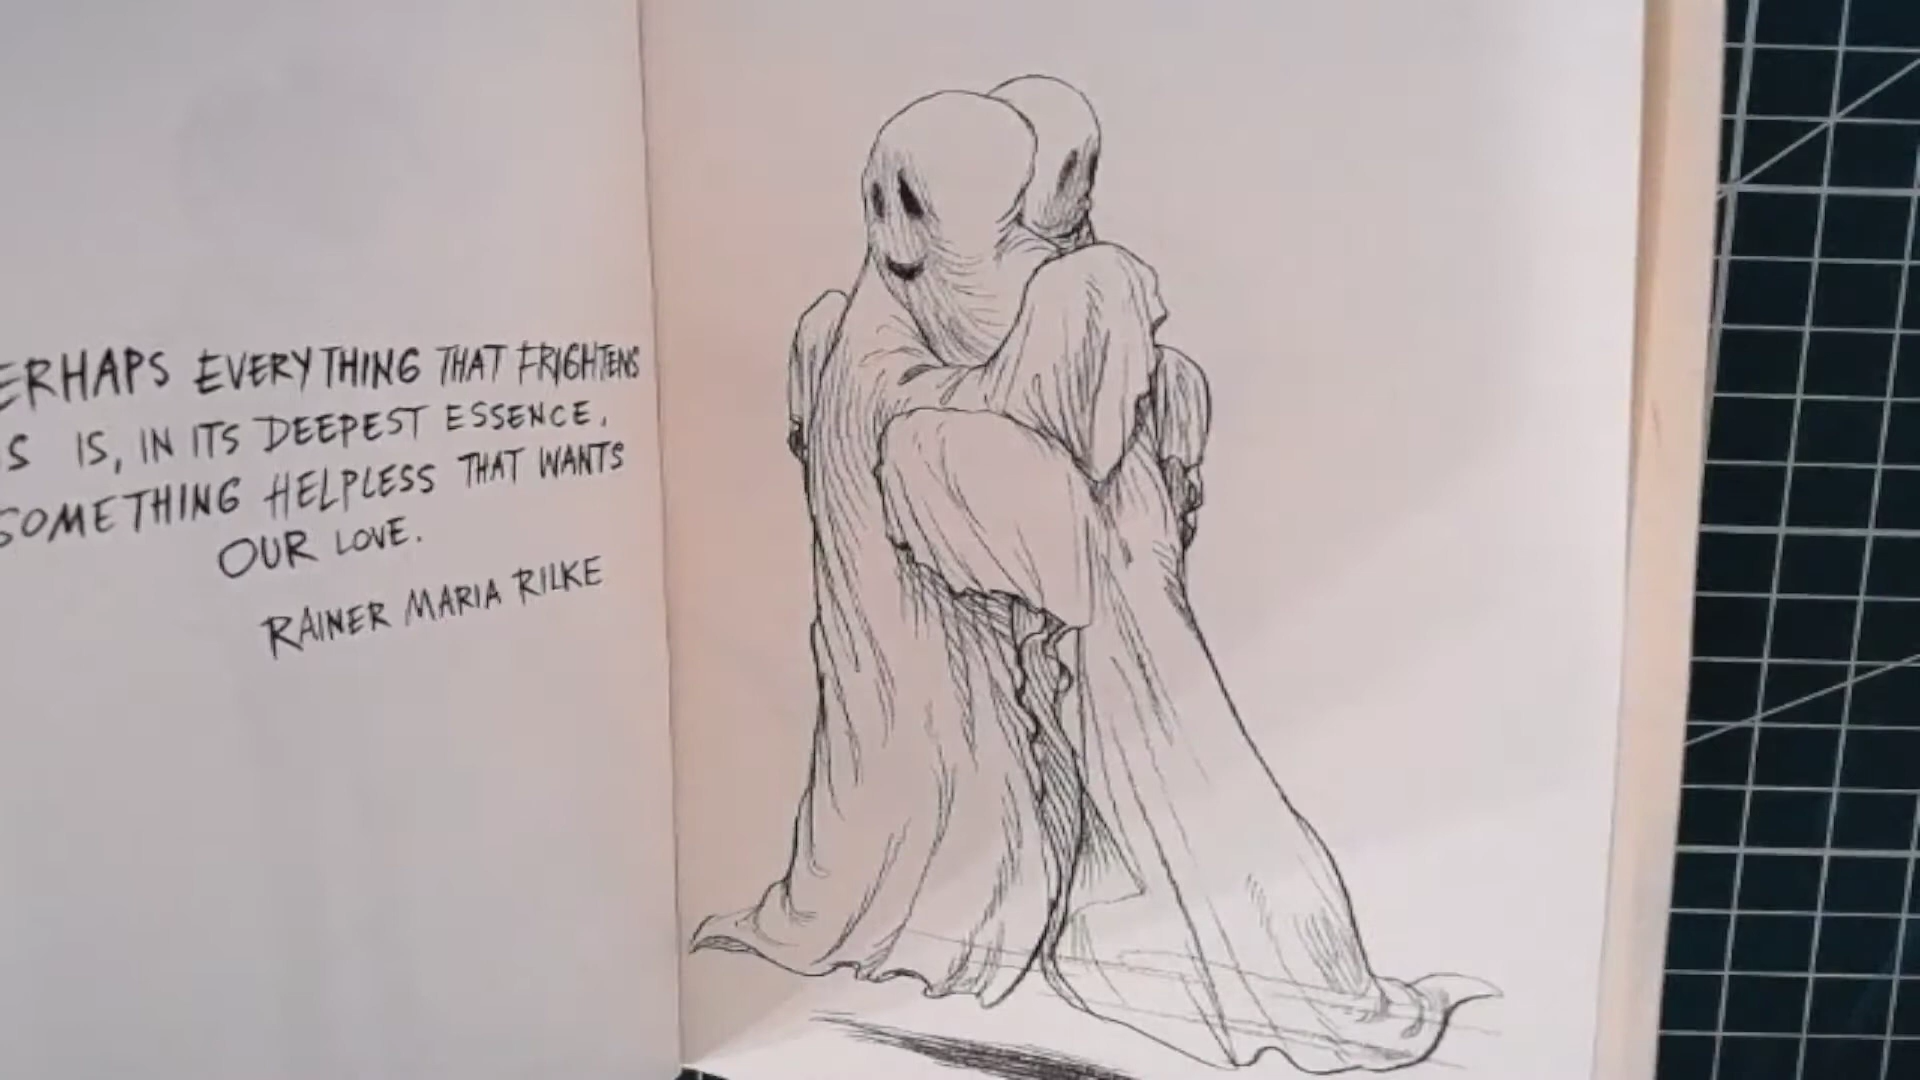 ERHAPS EVERYTHING THAT FRIGHTENS
S IS, IN ITS DEEPEST ESSENCE,
SOMETHING HELPLESS THAT WANTS
OUR LOVE.
RAINER MARIA RILKE